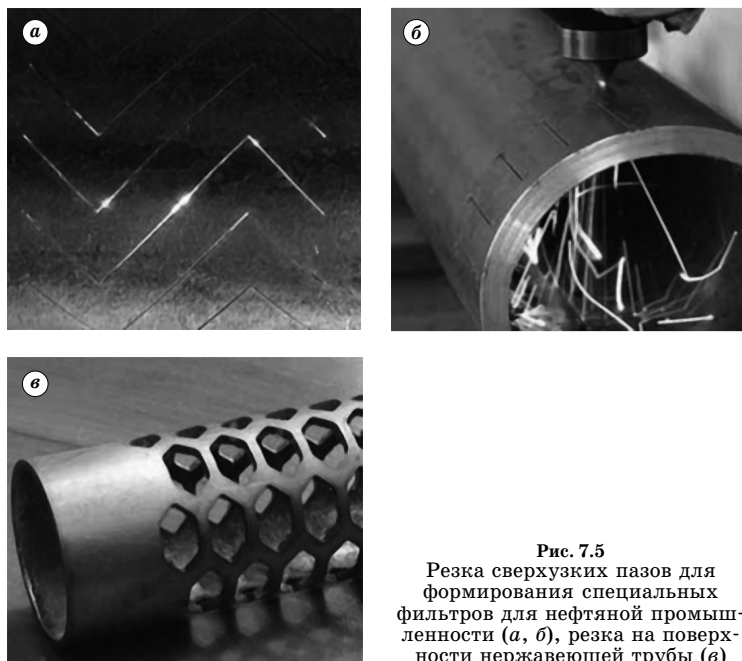 а
б
в
Рис. 7.5
Резка сверхузких пазов для
формирования специальных
фильтров для нефтяной промыш-
ленности (а, б), резка на поверх-
ности нержавеющей трубы (в)